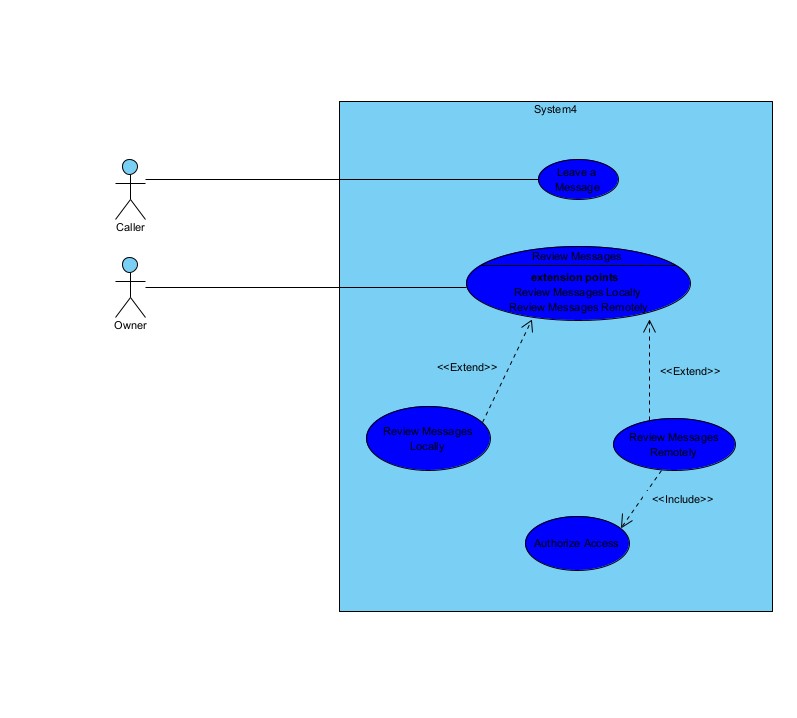 System4
Leave a
Message
Caller
Review Messages
extension points
Review Messages Locally
Review Messages Remotely
Owner
<<Extend>>
<<Extend>>
Review Messages
Locally
Review Messages
Remotely
<<Include>>
Authorize Access